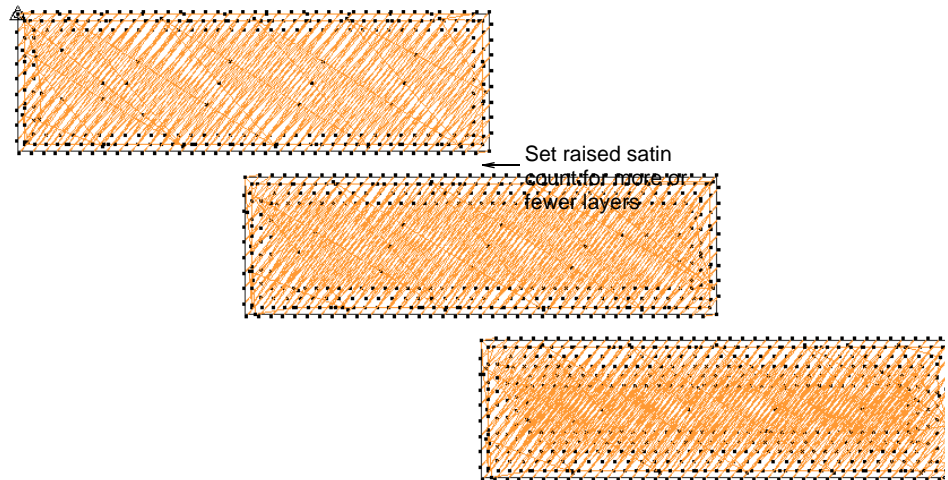 Set raised satin
count for more or
fewer layers